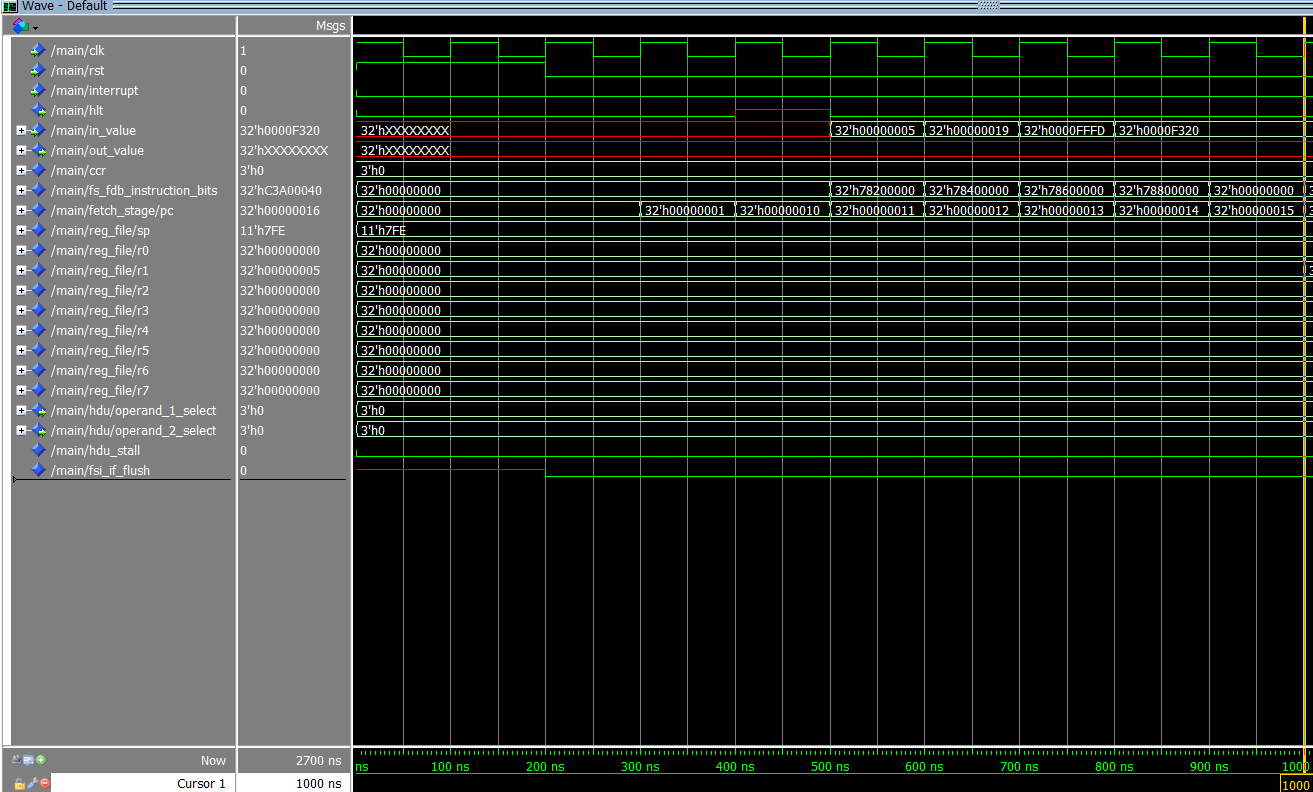 Wave - Default
Msgs
/main/clk 1
/main/rst 0
/main/interrupt 0
/main/hlt 0
/main/in_value 32'h0000F320 32'hXXXXXXXX 32'h00000005 32'h00000019 32'h0000FFFD 32'h0000F320
/main/out_value 32'hXXXXXXXX 32'hXXXXXXXX
/main/ccr 3'h0 3'h0
/main/fs_fdb_instruction_bits 32'hC3A00040 32'h00000000 32'h78200000 32'h78400000 32'h78600000 32'h78800000 32'h00000000 3
/main/fetch_stage/pc 32'h00000016 32'h00000000 32'h00000001 32'h00000010 32'h00000011 32'h00000012 32'h00000013 32'h00000014 32'h00000015 3
/main/reg_file/sp 11'h7FE 11'h7FE
/main/reg_file/r0 32'h00000000 32'h00000000
/main/reg_file/r1 32'h00000005 32'h00000000 3
/main/reg_file/r2 32'h00000000 32'h00000000
/main/reg_file/r3 32'h00000000 32'h00000000
/main/reg_file/r4 32'h00000000 32'h00000000
/main/reg_file/r5 32'h00000000 32'h00000000
/main/reg_file/r6 32'h00000000 32'h00000000
/main/reg_file/r7 32'h00000000 32'h00000000
/main/hdu/operand_1_select 3'h0 3'h0
/main/hdu/operand_2_select 3'h0 3'h0
/main/hdu_stall 0
/main/fsi_if_flush 0
Now 2700 ns
ns 100 ns 200 ns 300 ns 400 ns 500 ns 600 ns 700 ns 800 ns 900 ns 1000
Cursor 1 1000 ns 1000